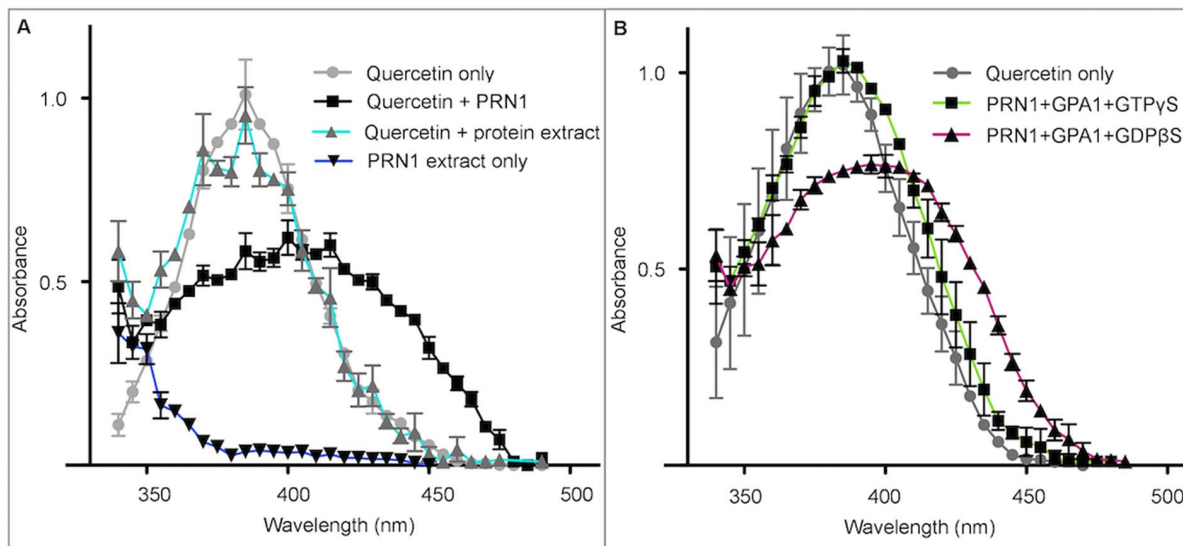 A
Quercetin only
Quercetin + PRN1
Quercetin + protein extract
PRN1 extract only
1.0
0.5
Absorbance
350
400
450
500
Wavelength (nm)
B
Quercetin only
PRN1+GPA1+GTPγS
PRN1+GPA1+GDPβS
1.0
0.5
Absorbance
350
400
450
500
Wavelength (nm)